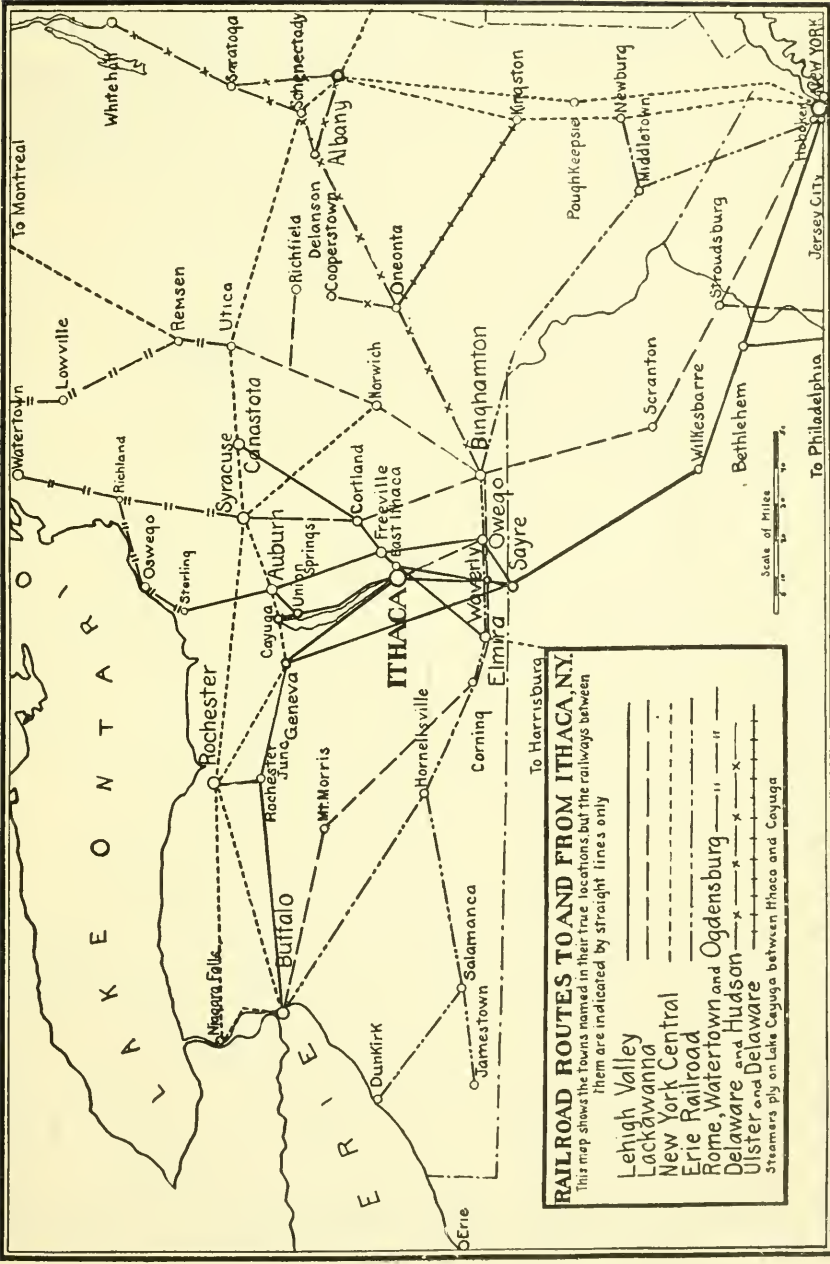 RAILROAD ROUTES TO AND FROM ITHACA, N.Y.
This map shows the towns named in their true locations, but the railways between
them are indicated by straight lines only
Lehigh Valley
Lackawanna
New York Central
Erie Railroad
Rome, Watertown and Ogdensburg
Delaware and Hudson
Ulster and Delaware
Steamers ply on Lake Cayuga between Ithaca and Cayuga
LAKE ONTARIO
ERIE
Erie
Dunkirk
Jamestown
Salamanca
Niagara Falls
Buffalo
Mt. Morris
Hornellsville
Rochester
Rochester
Junc.
Geneva
Corning
Elmira
To Harrisburg
Cayuga
Union
Springs
Auburn
ITHACA
East Ithaca
Freeville
Cortland
Waverly
Owego
Sayre
Sterling
Oswego
Richland
Watertown
Syracuse
Canastota
Lowville
Remsen
Utica
To Montreal
Norwich
Binghamton
Richfield
Cooperstown
Delanson
Oneonta
Scranton
Wilkesbarre
Bethlehem
Stroudsburg
To Philadelphia
Scale of Miles
0 10 20 30 40 50
Whitehall
Saratoga
Schenectady
Albany
Kingston
PoughKeepsie
Newburg
Middletown
Hoboken
NEW YORK
Jersey City